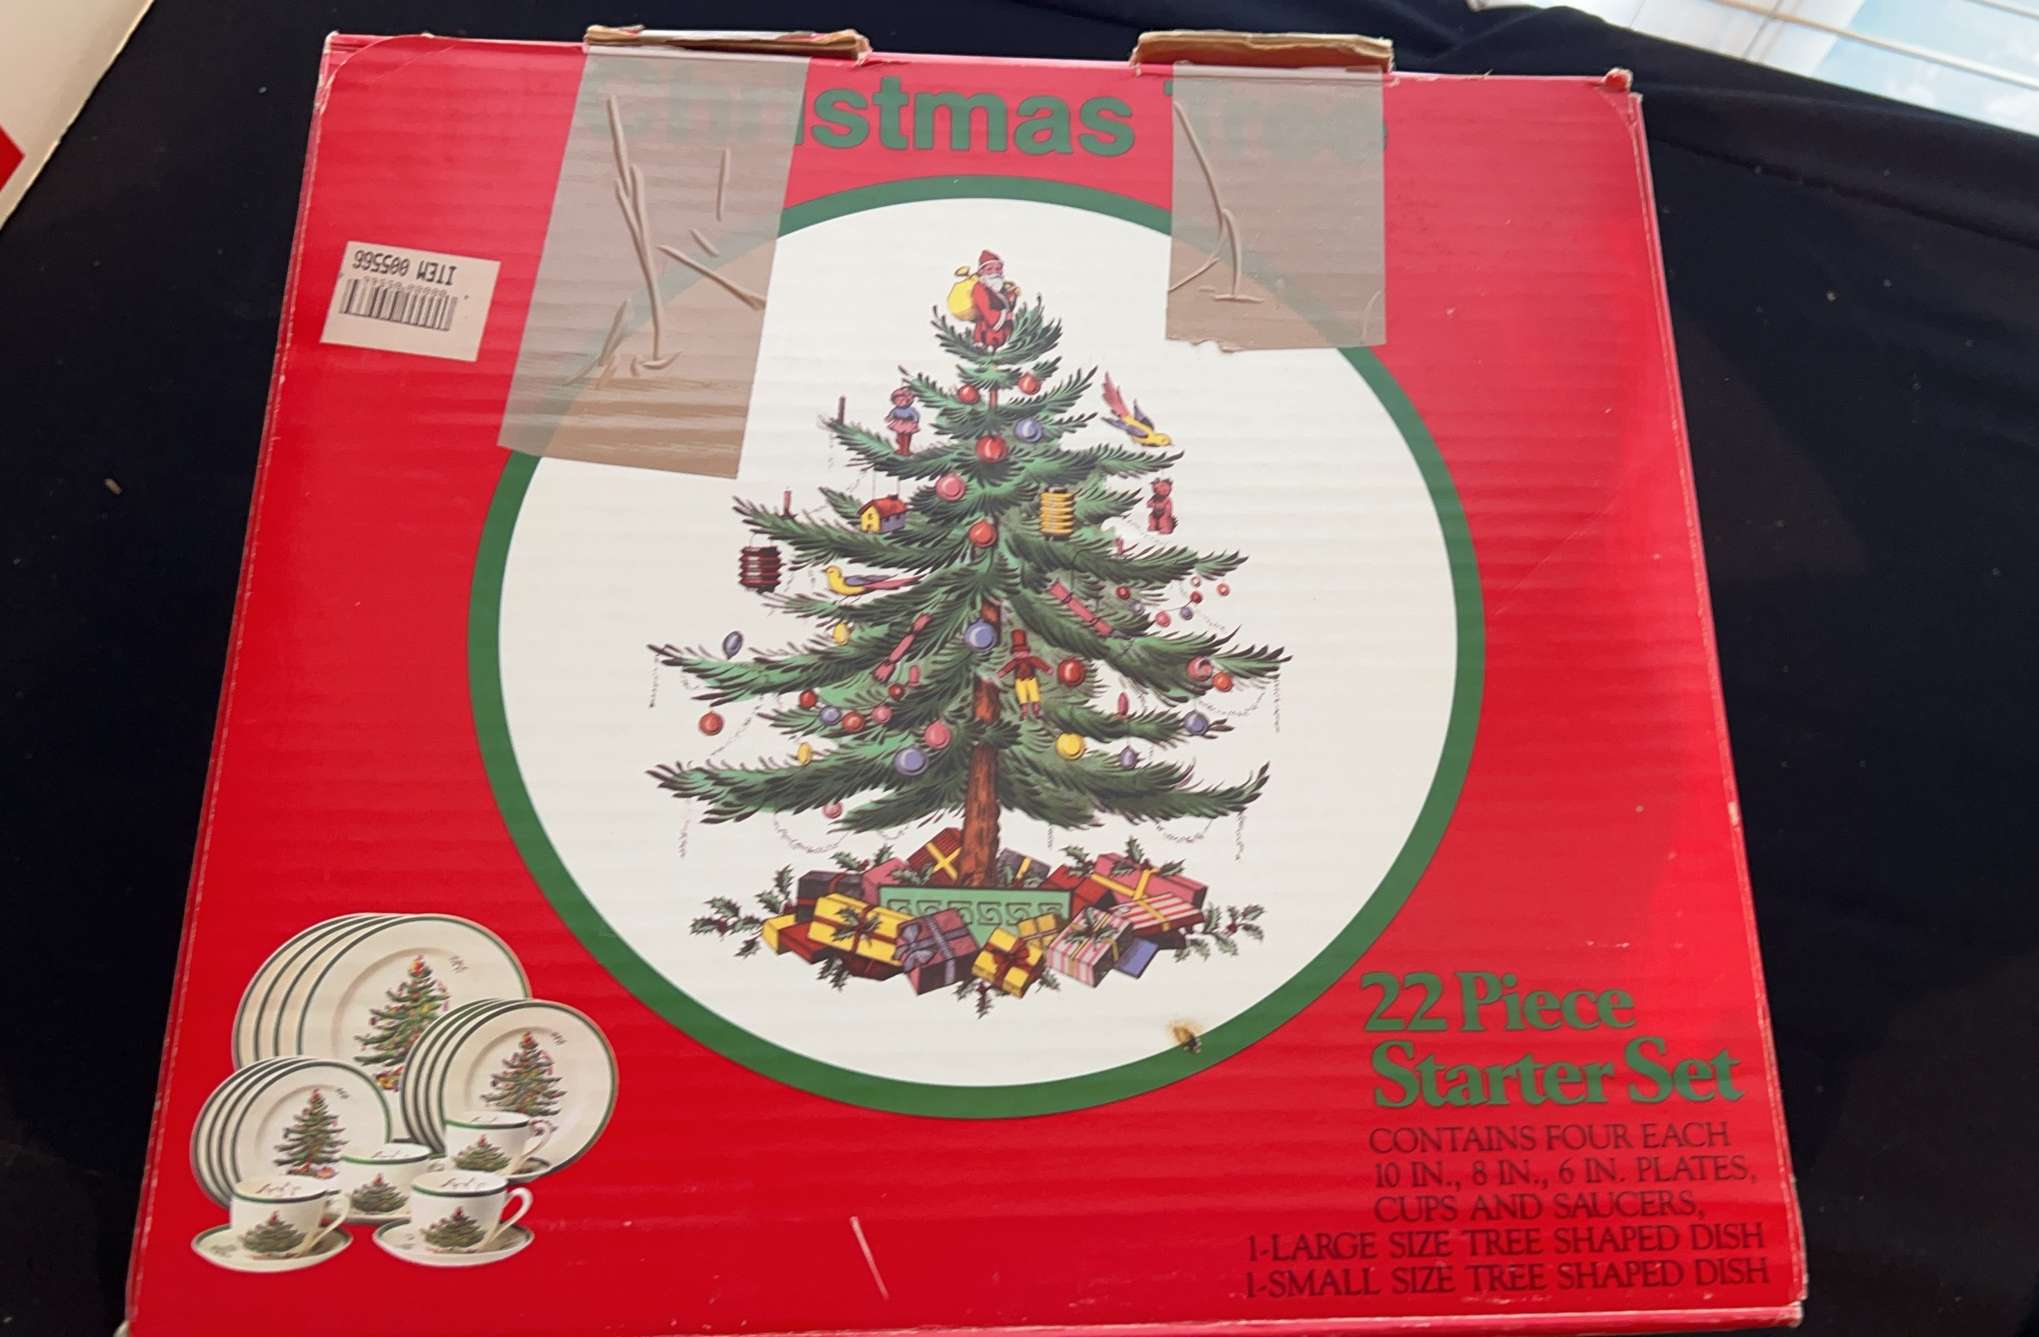 Christmas Tree
ITEM 005566
22 Piece
Starter Set
CONTAINS FOUR EACH
10 IN., 8 IN., 6 IN. PLATES,
CUPS AND SAUCERS,
1-LARGE SIZE TREE SHAPED DISH
1-SMALL SIZE TREE SHAPED DISH